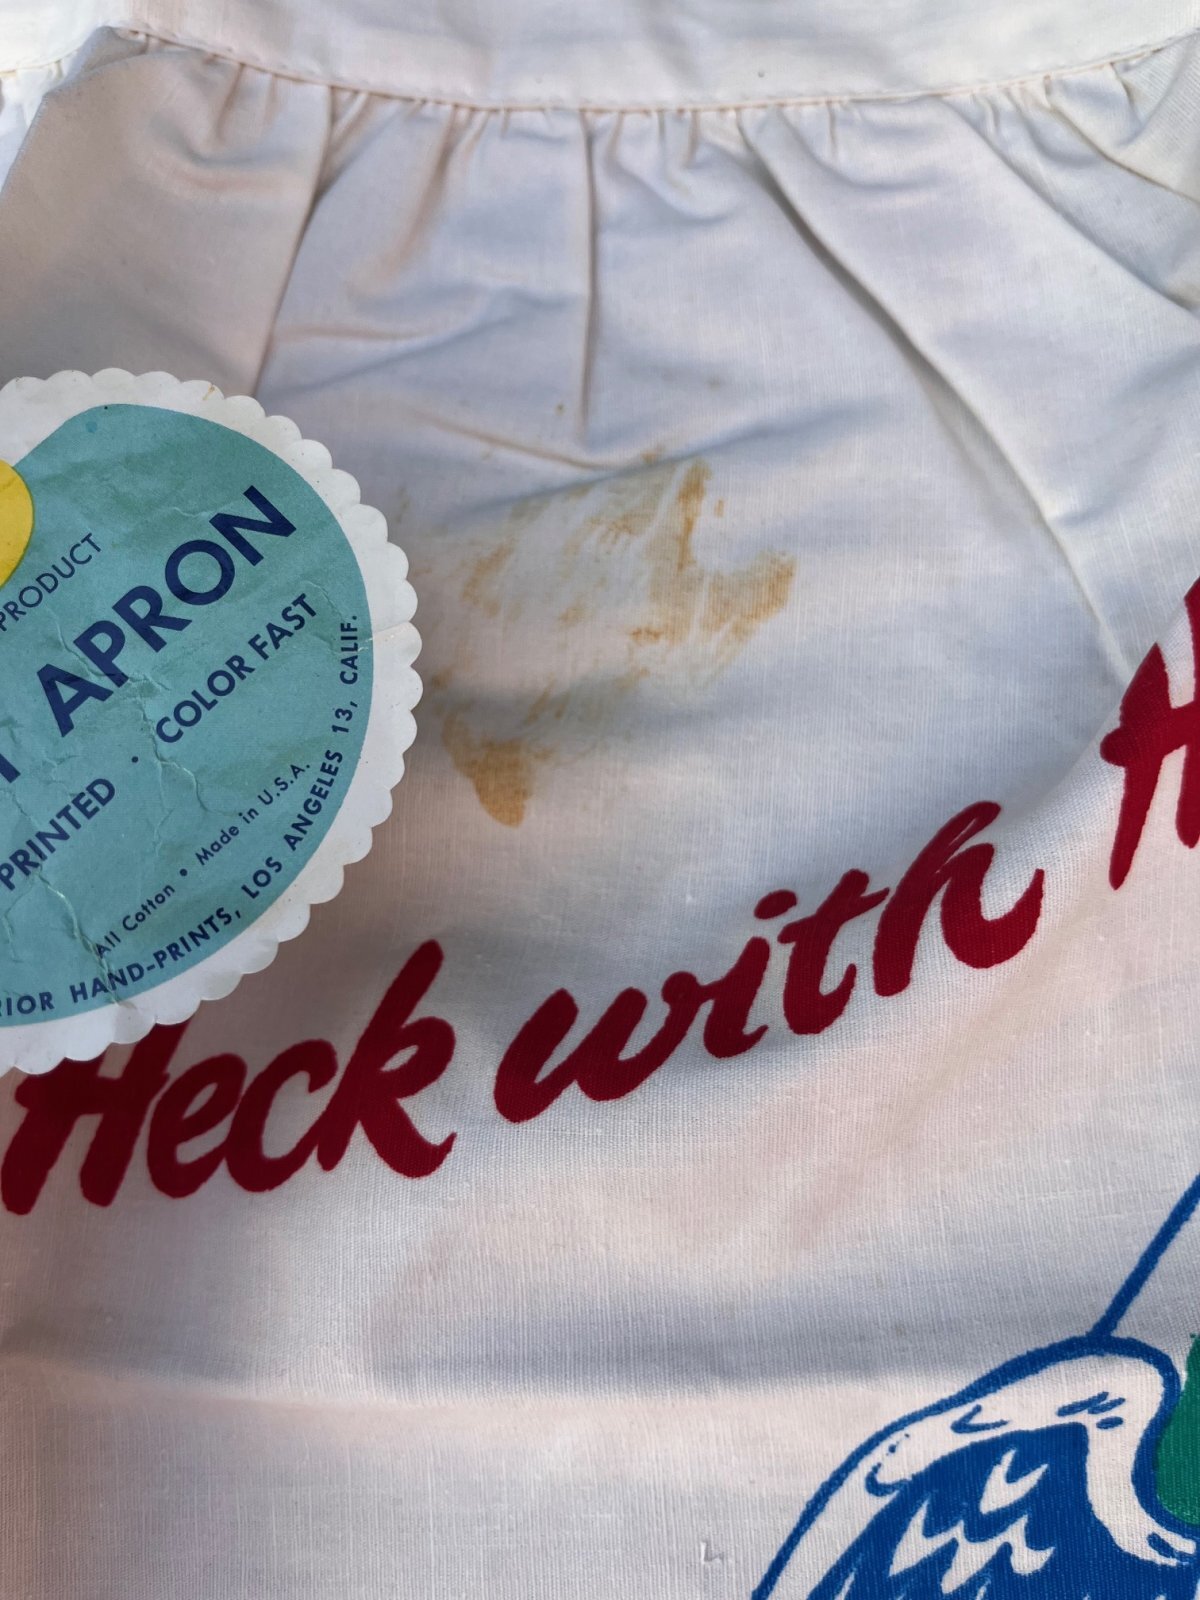 PRODUCT
APRON
PRINTED · COLOR FAST
All Cotton • Made in U.S.A.
HAND-PRINTS, LOS ANGELES 13, CALIF.
Heck with